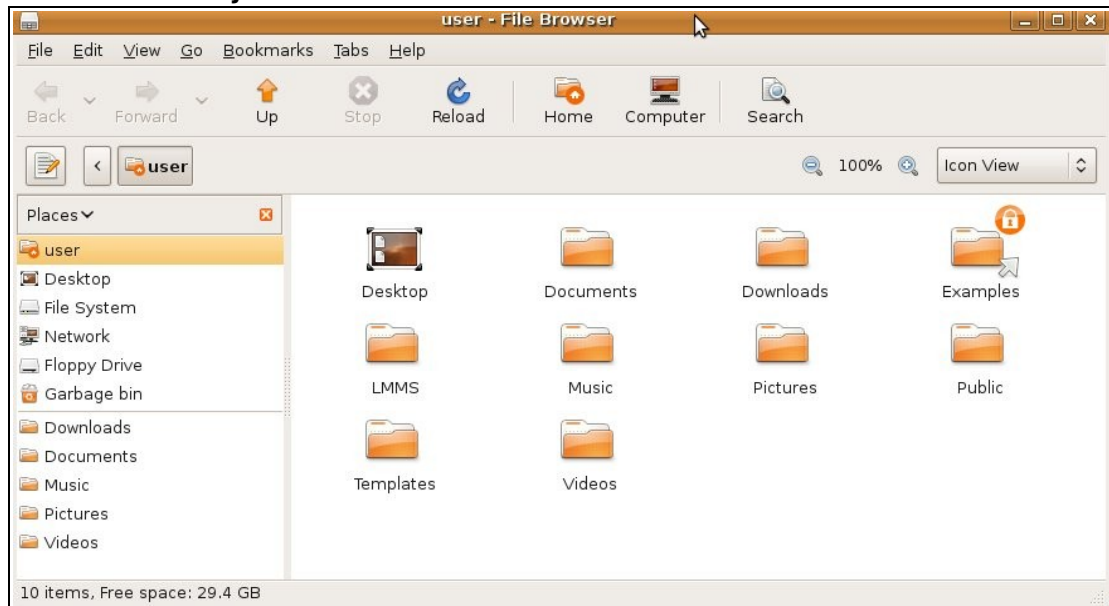 user - File Browser
File Edit View Go Bookmarks Tabs Help
Back Forward Up Stop Reload Home Computer Search
user 100% Icon View
Places
user
Desktop
File System
Network
Floppy Drive
Garbage bin
Downloads
Documents
Music
Pictures
Videos
Desktop Documents Downloads Examples
LMMS Music Pictures Public
Templates Videos
10 items, Free space: 29.4 GB